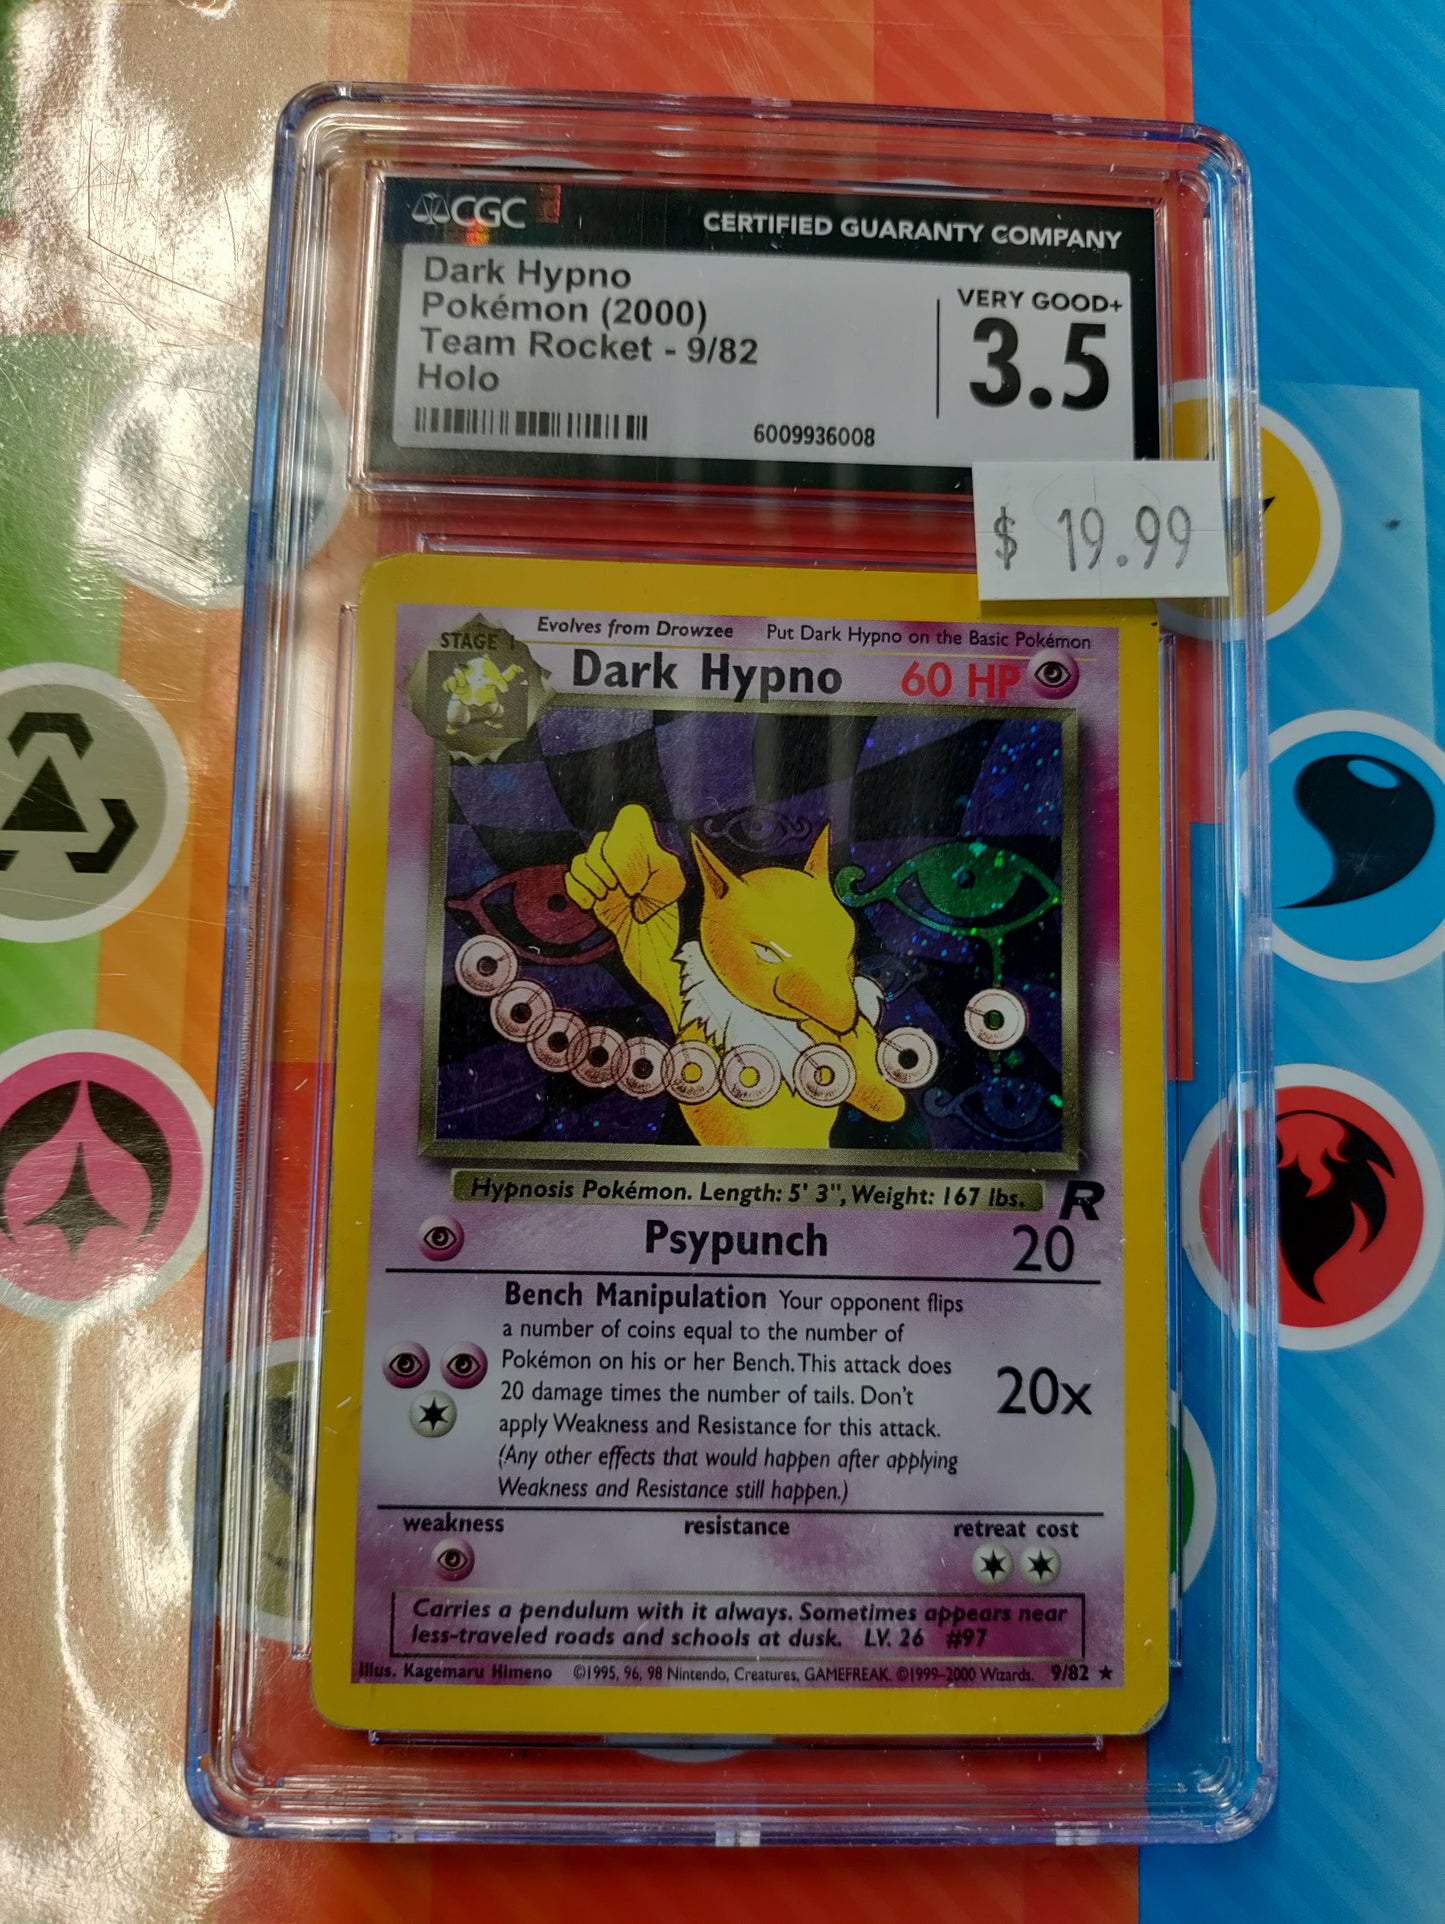 CGC
CERTIFIED GUARANTY COMPANY
Dark Hypno
Pokémon (2000)
Team Rocket - 9/82
Holo
VERY GOOD+
3.5
6009936008
$ 19.99
STAGE 1
Evolves from Drowzee
Put Dark Hypno on the Basic Pokémon
Dark Hypno 60 HP
Hypnosis Pokémon. Length: 5' 3", Weight: 167 lbs.
R
Psypunch 20
Bench Manipulation Your opponent flips
a number of coins equal to the number of
Pokémon on his or her Bench. This attack does
20 damage times the number of tails. Don't
apply Weakness and Resistance for this attack.
(Any other effects that would happen after applying
Weakness and Resistance still happen.)
20x
weakness
resistance
retreat cost
Carries a pendulum with it always. Sometimes appears near
less-traveled roads and schools at dusk. LV. 26 #97
Illus. Kagemaru Himeno ©1995, 96, 98 Nintendo, Creatures, GAMEFREAK. ©1999-2000 Wizards. 9/82 ★